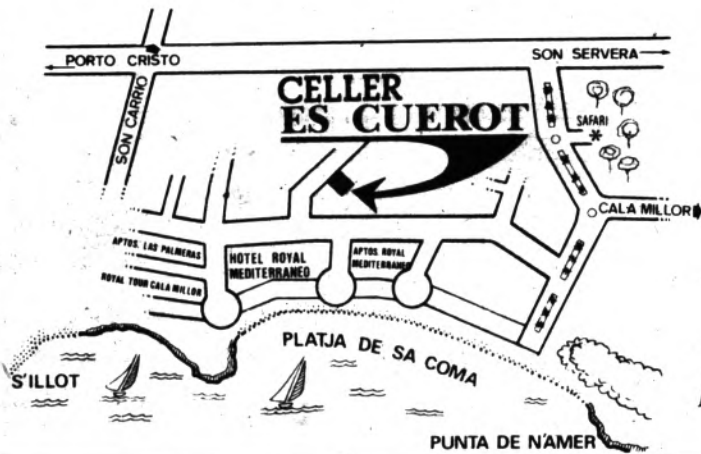 PORTO CRISTO
SON SERVERA
SON CARRIO
CELLER
ES CUEROT
SAFARI
CALA MILLOR
APTOS. LAS PALMERAS
HOTEL ROYAL
MEDITERRANEO
APTOS. ROYAL
MEDITERRANEO
ROYAL TOUR CALA MILLOR
PLATJA DE SA COMA
S'ILLOT
PUNTA DE N'AMER